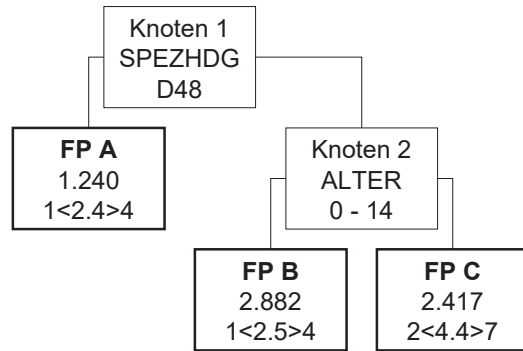 Knoten 1
SPEZHDG
D48
FP A
1.240
1<2.4>4
Knoten 2
ALTER
0 - 14
FP B
2.882
1<2.5>4
FP C
2.417
2<4.4>7